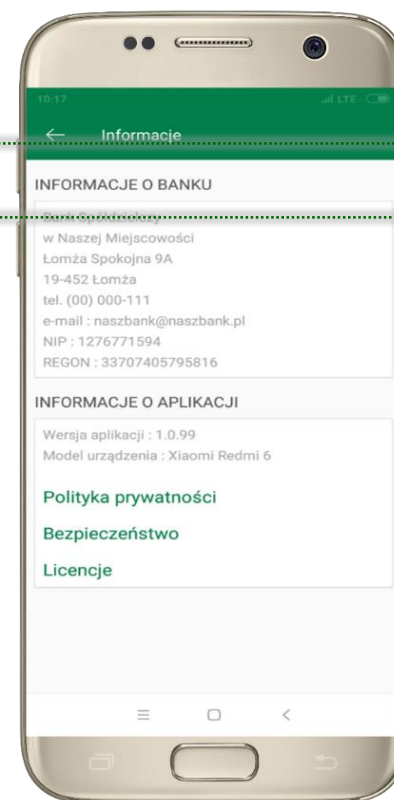 10:17
LTE
Informacje
INFORMACJE O BANKU
Bank Spółdzielczy
w Naszej Miejscowości
Łomża Spokojna 9A
19-452 Łomża
tel. (00) 000-111
e-mail : naszbank@naszbank.pl
NIP : 1276771594
REGON : 33707405795816
INFORMACJE O APLIKACJI
Wersja aplikacji : 1.0.99
Model urządzenia : Xiaomi Redmi 6
Polityka prywatności
Bezpieczeństwo
Licencje